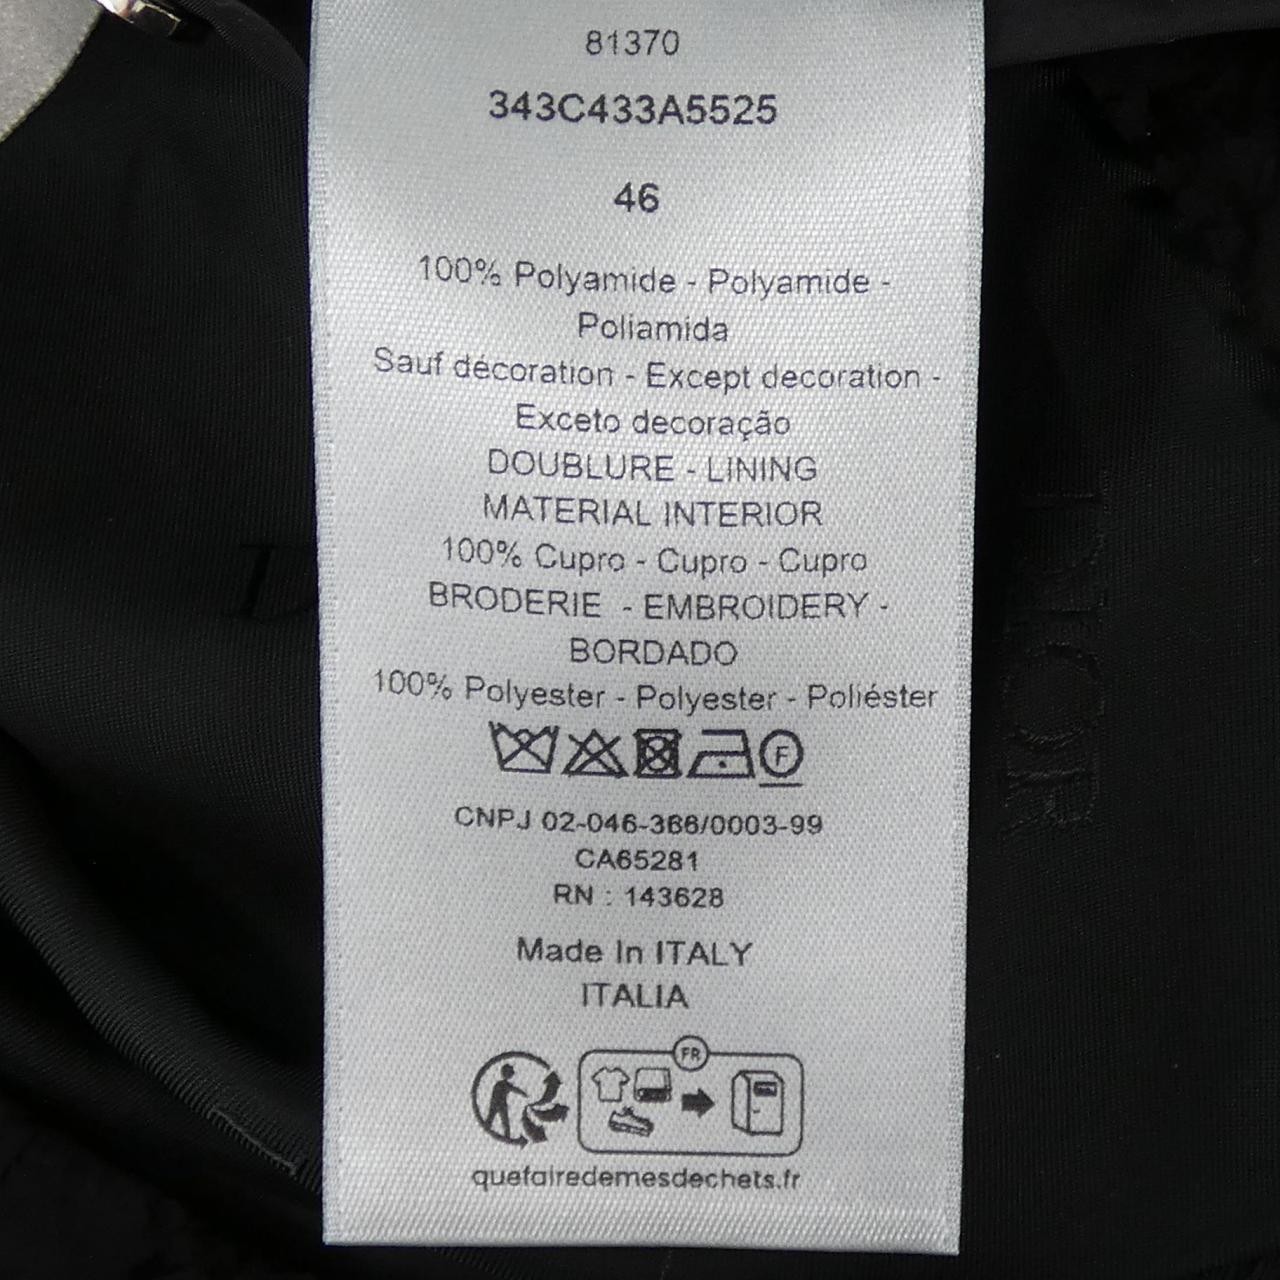 81370
343C433A5525
46
100% Polyamide - Polyamide -
Poliamida
Sauf décoration - Except decoration -
Exceto decoração
DOUBLURE - LINING
MATERIAL INTERIOR
100% Cupro - Cupro - Cupro
BRODERIE - EMBROIDERY -
BORDADO
100% Polyester - Polyester - Poliéster
F
CNPJ 02-046-366/0003-99
CA65281
RN : 143628
Made In ITALY
ITALIA
FR
quefairedemesdechets.fr
DIOR